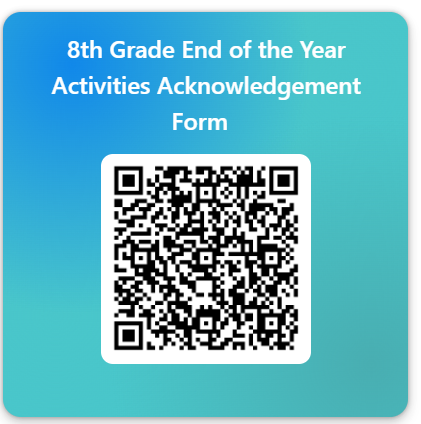 8th Grade End of the Year
Activities Acknowledgement
Form